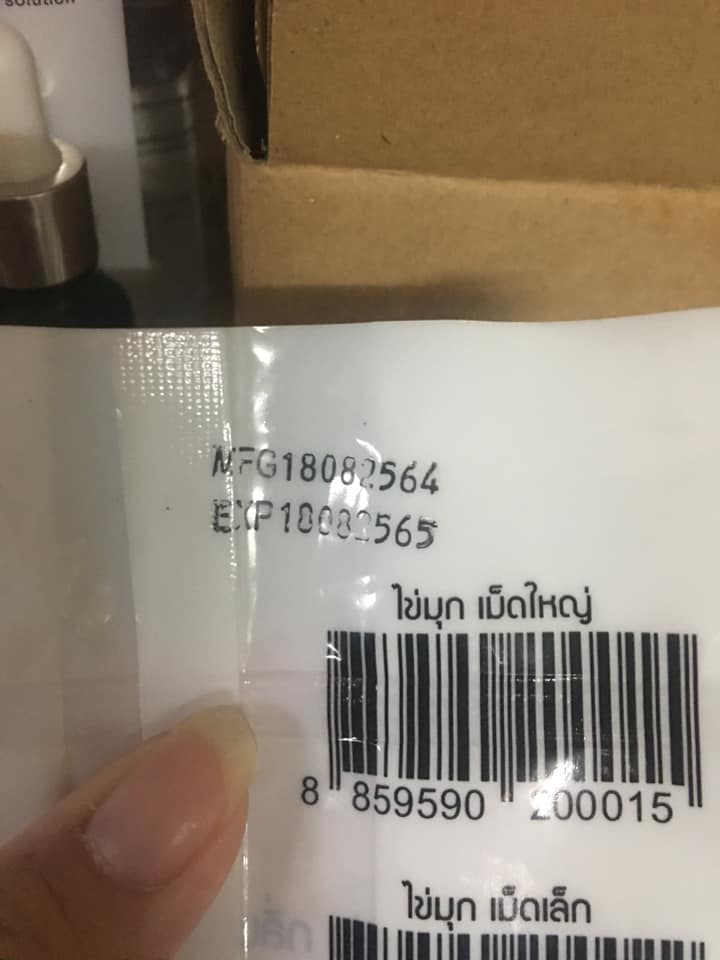 solution
MFG18082564
EXP18082565
ไข่มุก เม็ดใหญ่
8 859590 200015
ไข่มุก เม็ดเล็ก